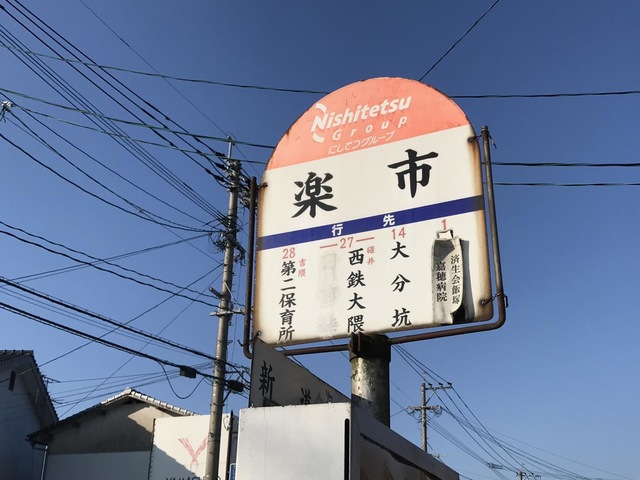 Nishitetsu
Group
にしてつグループ
楽市
行先
1
済生会飯塚
嘉穂病院
14
大分坑
27
碓井
西鉄大隈
28
吉隈
第二保育所
新